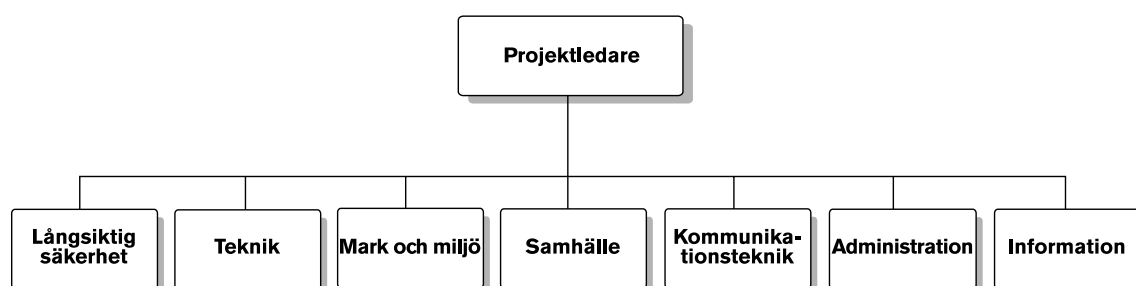 Projektledare
Långsiktig
säkerhet
Teknik
Mark och miljö
Samhälle
Kommunika-
tionsteknik
Administration
Information